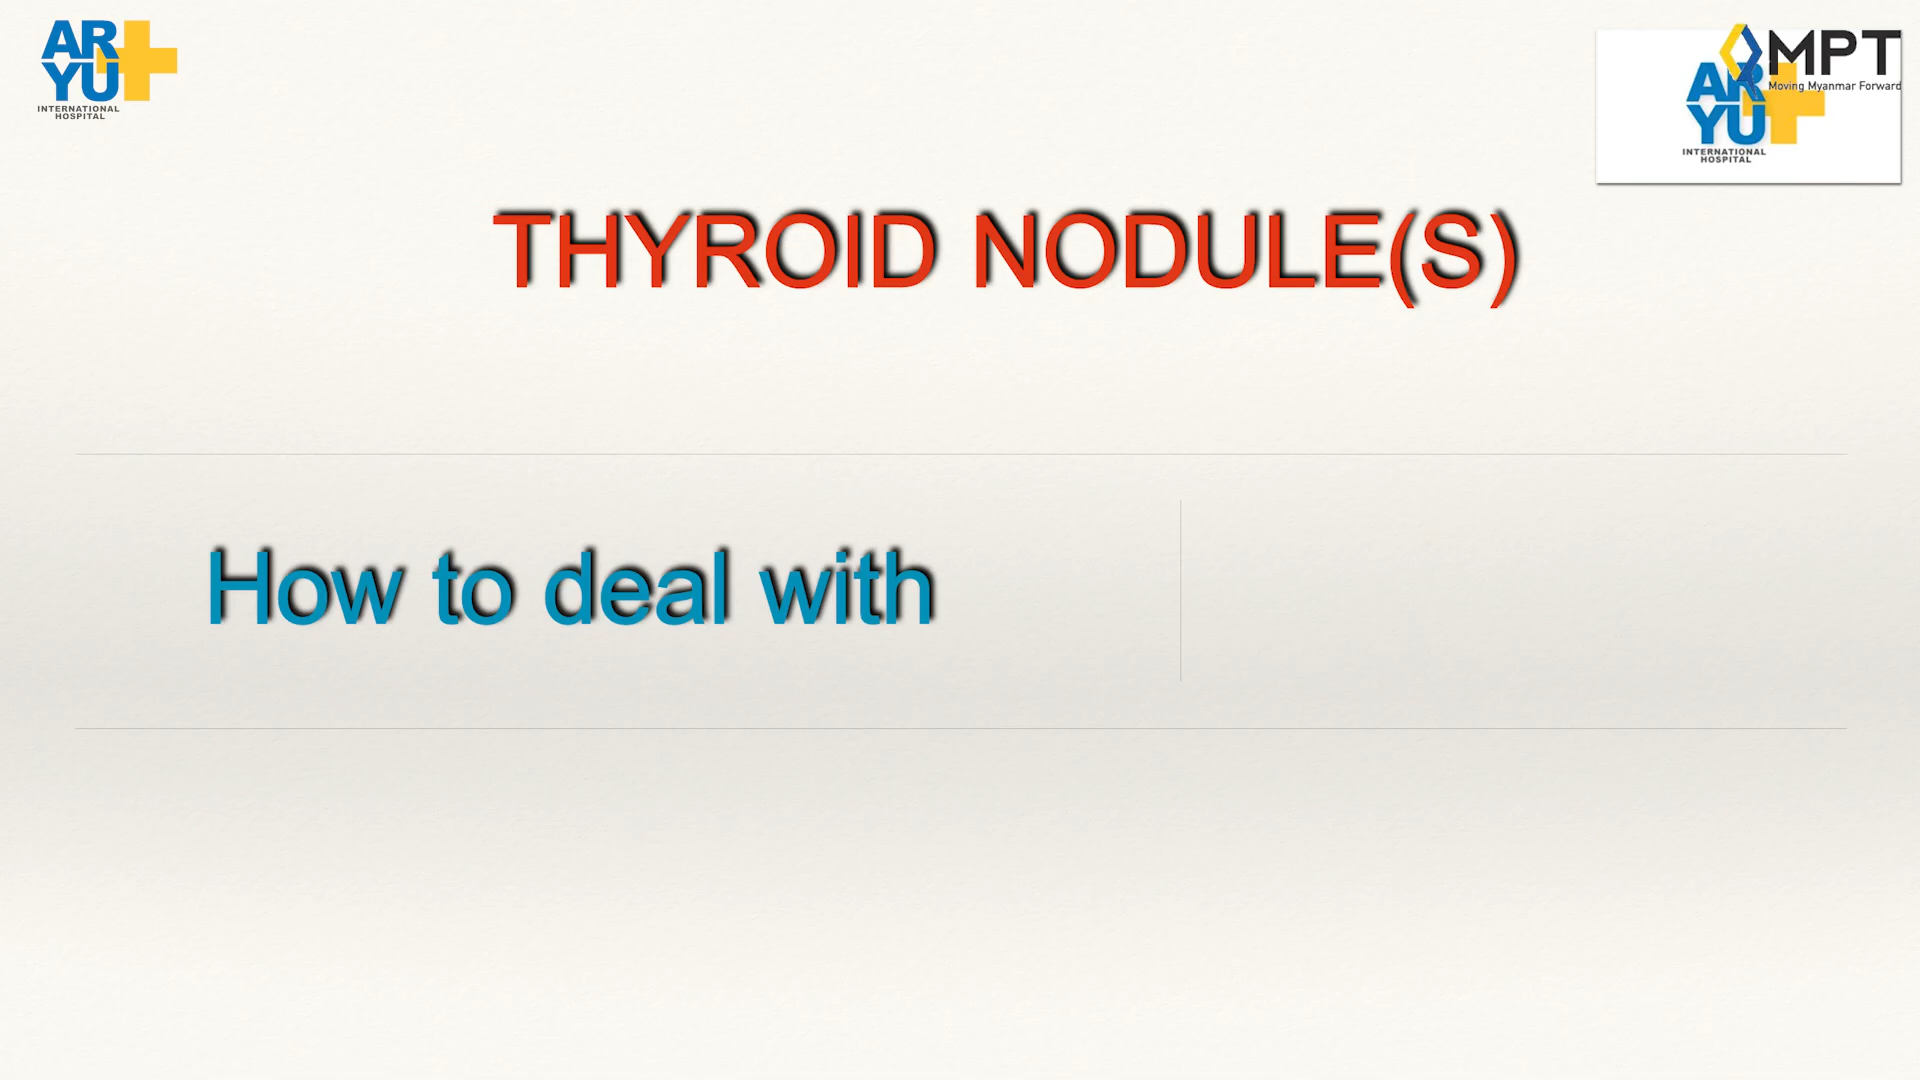 AR
YU
INTERNATIONAL
HOSPITAL
MPT
Moving Myanmar Forward
AR
YU
INTERNATIONAL
HOSPITAL
THYROID NODULE(S)
How to deal with